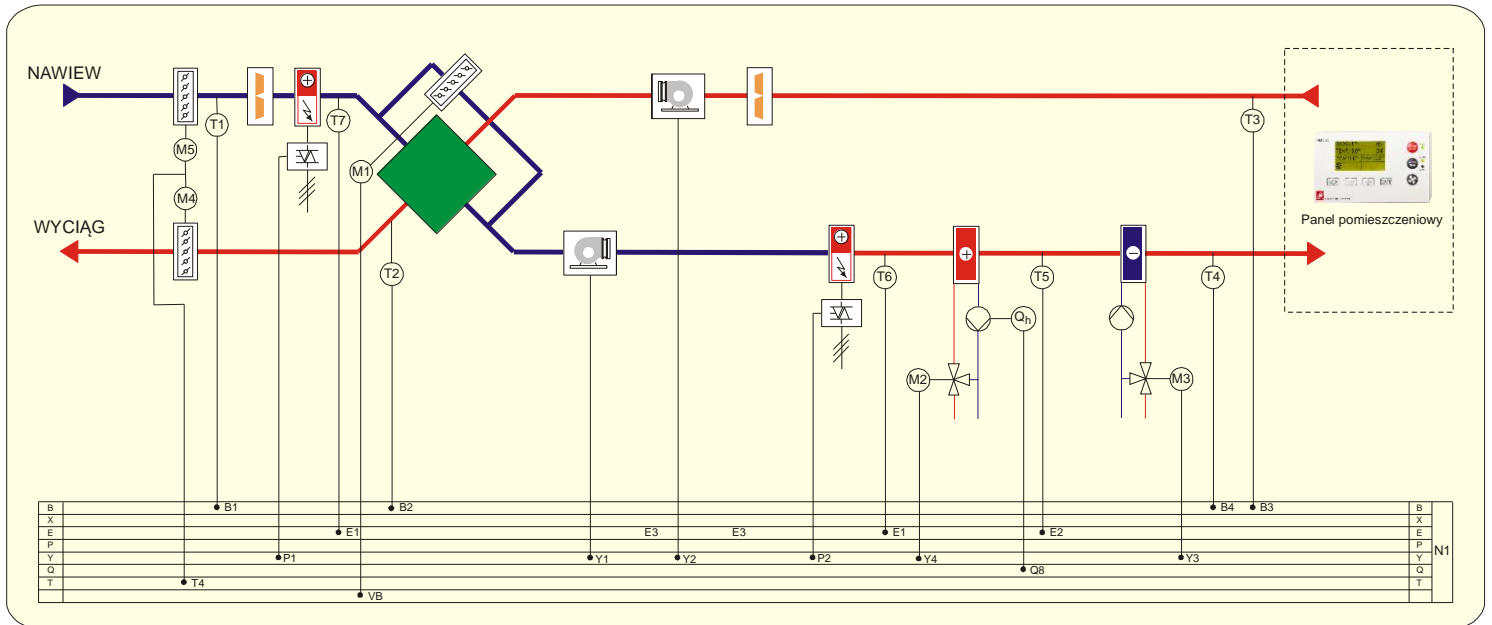 NAWIEW
T1
T7
T3
M5
M1
M4
WYCIĄG
Panel pomieszczeniowy
T2
T6
T5
T4
Qh
M2
M3
B B1 B2 B4 B3 B
X X
E E1 E3 E3 E1 E2 E
P P
Y P1 Y1 Y2 P2 Y4 Y3 Y
Q Q8 Q
T T4 T
VB
N1